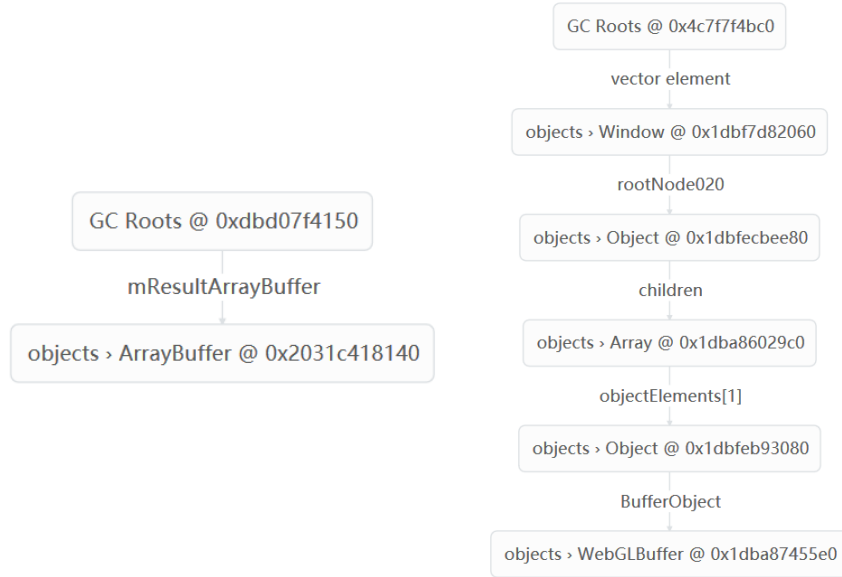 GC Roots @ 0xdbd07f4150
mResultArrayBuffer
objects › ArrayBuffer @ 0x2031c418140
GC Roots @ 0x4c7f7f4bc0
vector element
objects › Window @ 0x1dbf7d82060
rootNode020
objects › Object @ 0x1dbfecbee80
children
objects › Array @ 0x1dba86029c0
objectElements[1]
objects › Object @ 0x1dbfeb93080
BufferObject
objects › WebGLBuffer @ 0x1dba87455e0